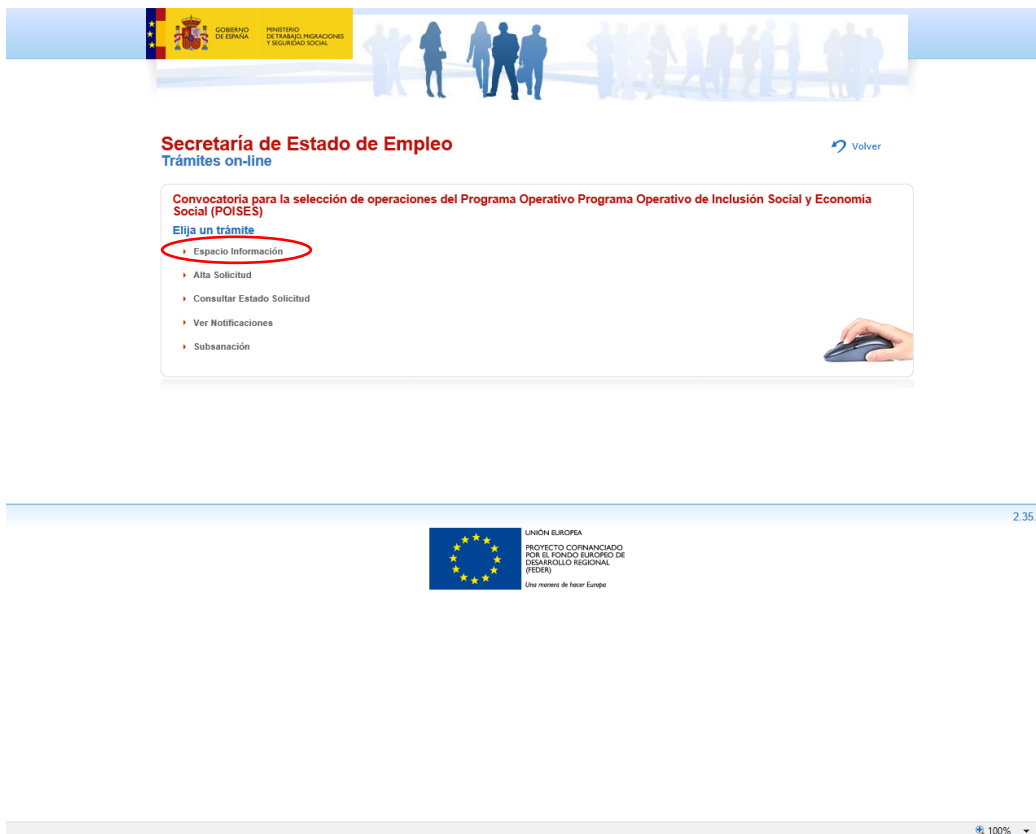 GOBIERNO
DE ESPAÑA
MINISTERIO
DE TRABAJO, MIGRACIONES
Y SEGURIDAD SOCIAL
Secretaría de Estado de Empleo
Trámites on-line
Volver
Convocatoria para la selección de operaciones del Programa Operativo Programa Operativo de Inclusión Social y Economía
Social (POISES)
Elija un trámite
Espacio Información
Alta Solicitud
Consultar Estado Solicitud
Ver Notificaciones
Subsanación
2.35.
UNIÓN EUROPEA
PROYECTO COFINANCIADO
POR EL FONDO EUROPEO DE
DESARROLLO REGIONAL
(FEDER)
Una manera de hacer Europa
100%